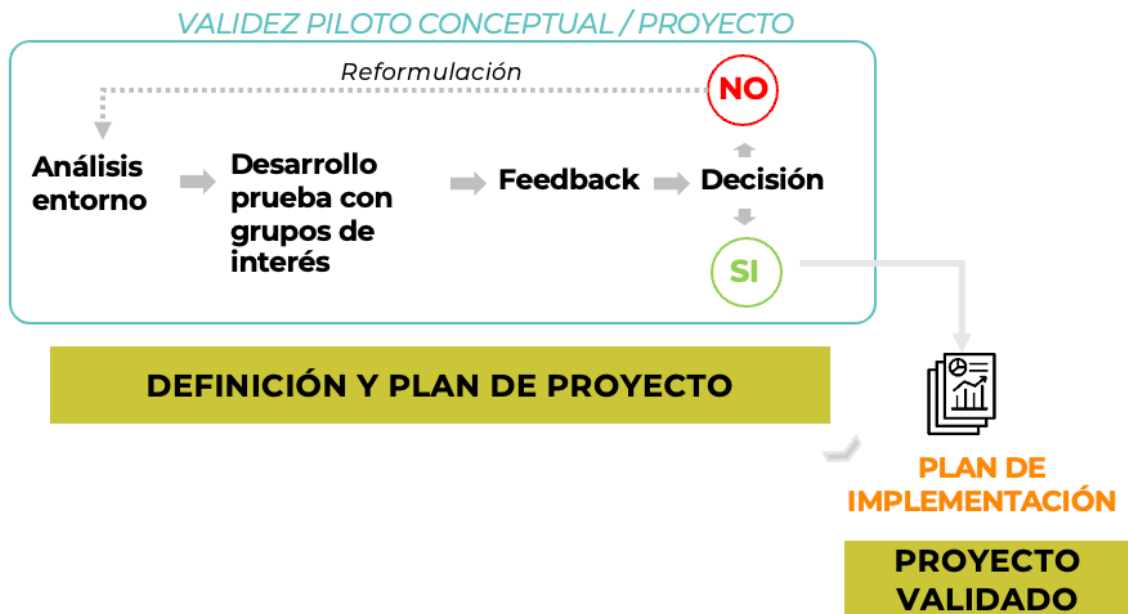 VALIDEZ PILOTO CONCEPTUAL / PROYECTO
Reformulación
NO
Análisis
entorno
Desarrollo
prueba con
grupos de
interés
Feedback
Decisión
SI
DEFINICIÓN Y PLAN DE PROYECTO
PLAN DE
IMPLEMENTACIÓN
PROYECTO
VALIDADO